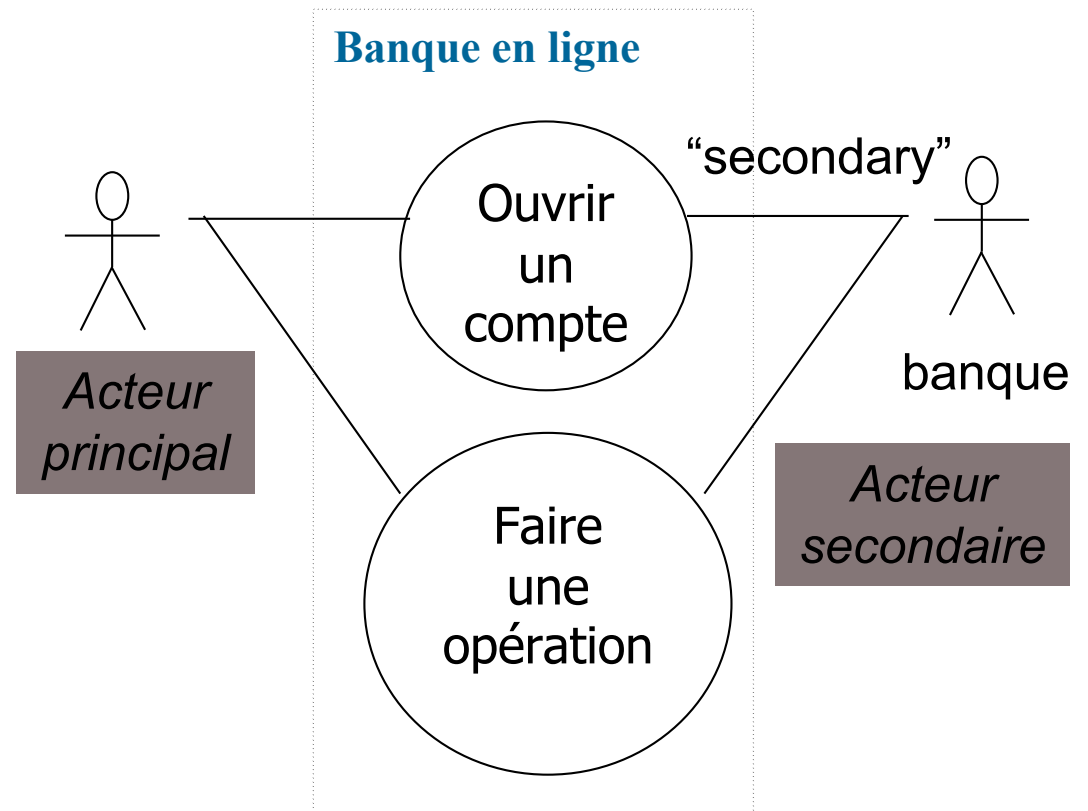 Banque en ligne
“secondary”
Ouvrir
un
compte
banque
Acteur
principal
Acteur
secondaire
Faire
une
opération